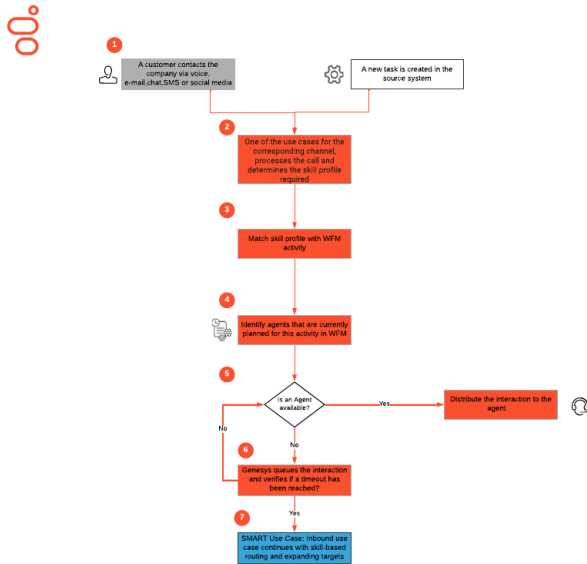 1
A customer contacts the
company via voice,
e-mail,chat,SMS or social media
A new task is created in the
source system
2
One of the use cases for the
corresponding channel,
processes the call and
determines the skill profile
required
3
Match skill profile with WFM
activity
4
Identify agents that are currently
planned for this activity in WFM
5
Is an Agent
available?
Yes
Distribute the interaction to the
agent
No
No
6
Genesys queues the interaction
and verifies if a timeout has
been reached?
Yes
7
SMART Use Case: Inbound use
case continues with skill-based
routing and expanding targets